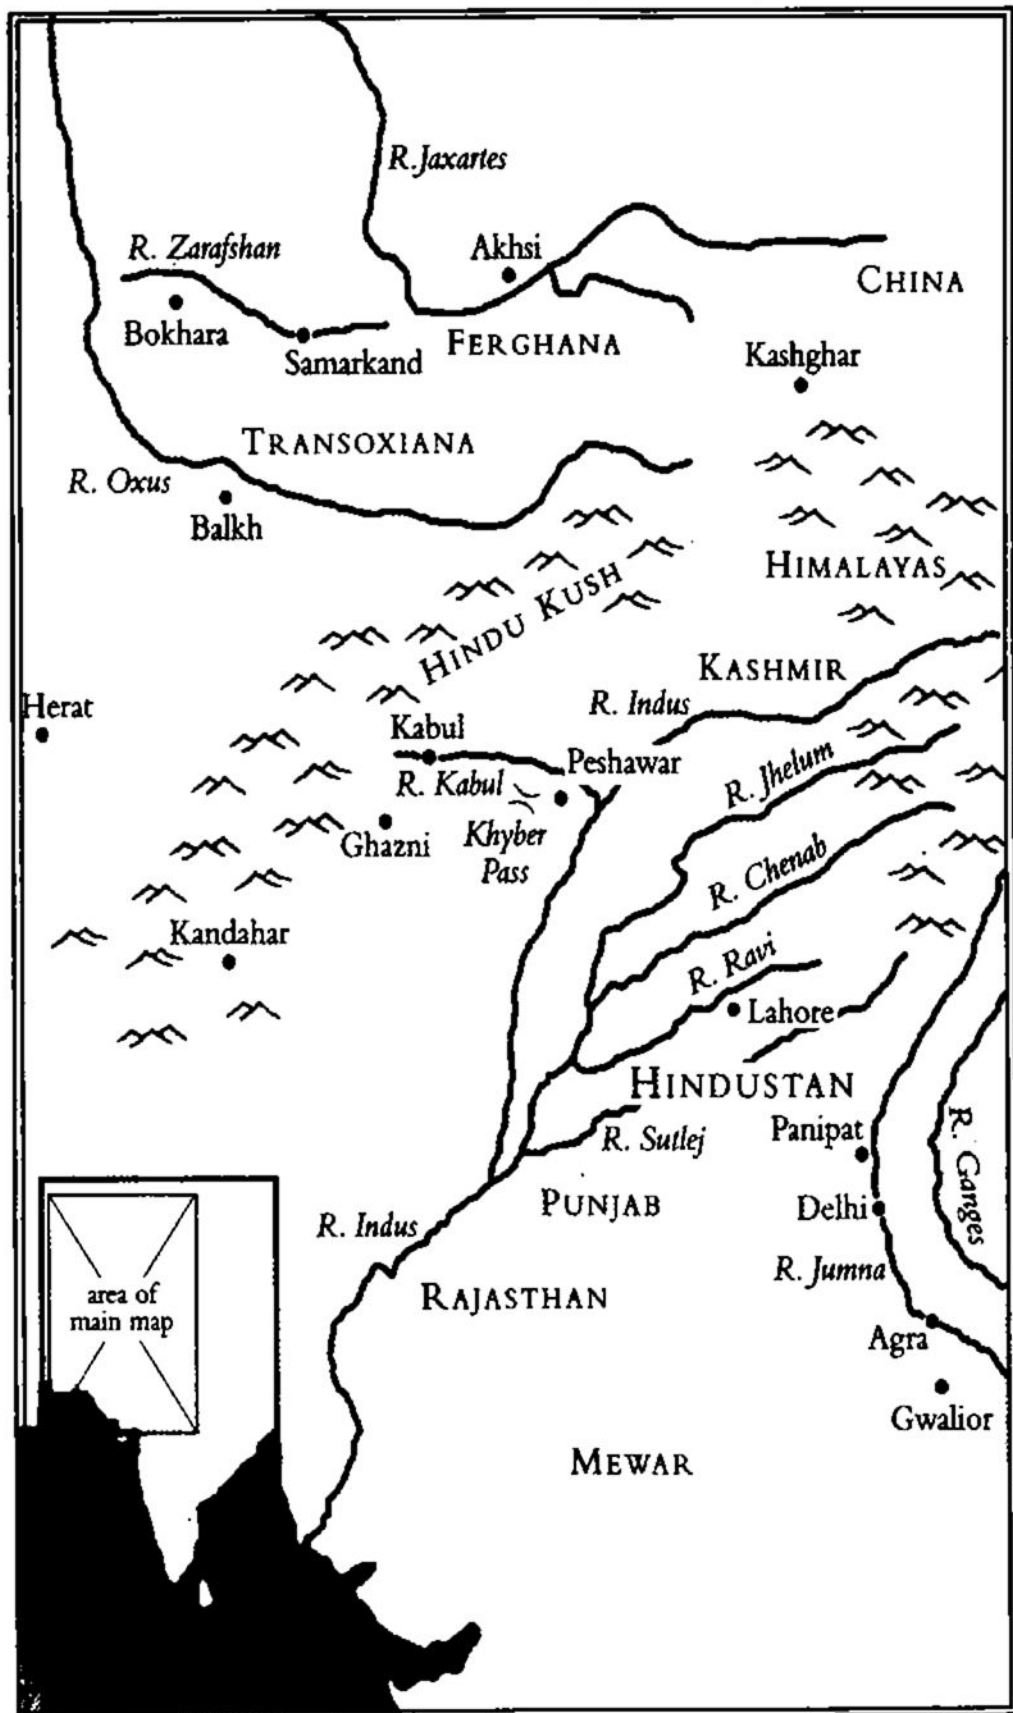 R. Jaxartes
R. Zarafshan
Akhsi
CHINA
Bokhara
Samarkand
FERGHANA
Kashghar
TRANSOXIANA
R. Oxus
Balkh
HIMALAYAS
HINDU KUSH
KASHMIR
R. Indus
Herat
Kabul
Peshawar
R. Jhelum
R. Kabul
Khyber
Pass
Ghazni
R. Chenab
Kandahar
R. Ravi
Lahore
HINDUSTAN
R. Sutlej
Panipat
R. Ganges
PUNJAB
Delhi
R. Indus
R. Jumna
area of
main map
RAJASTHAN
Agra
Gwalior
MEWAR